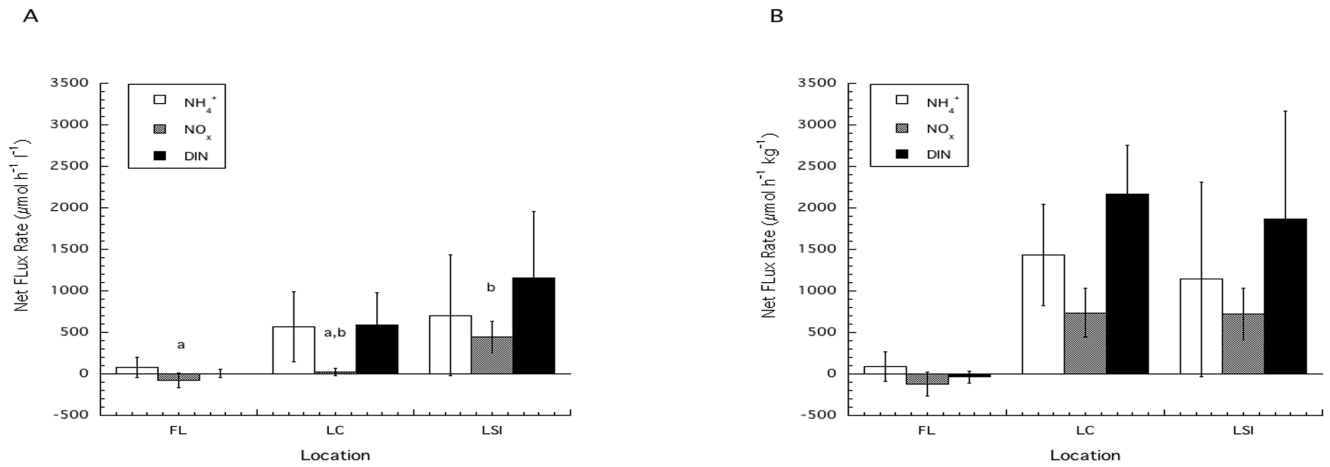 A
Net FLux Rate (µmol h⁻¹ l⁻¹)
3500
3000
2500
2000
1500
1000
500
0
-500
NH₄⁺
NOₓ
DIN
a
a,b
b
FL LC LSI
Location
B
Net FLux Rate (µmol h⁻¹ kg⁻¹)
3500
3000
2500
2000
1500
1000
500
0
-500
NH₄⁺
NOₓ
DIN
FL LC LSI
Location